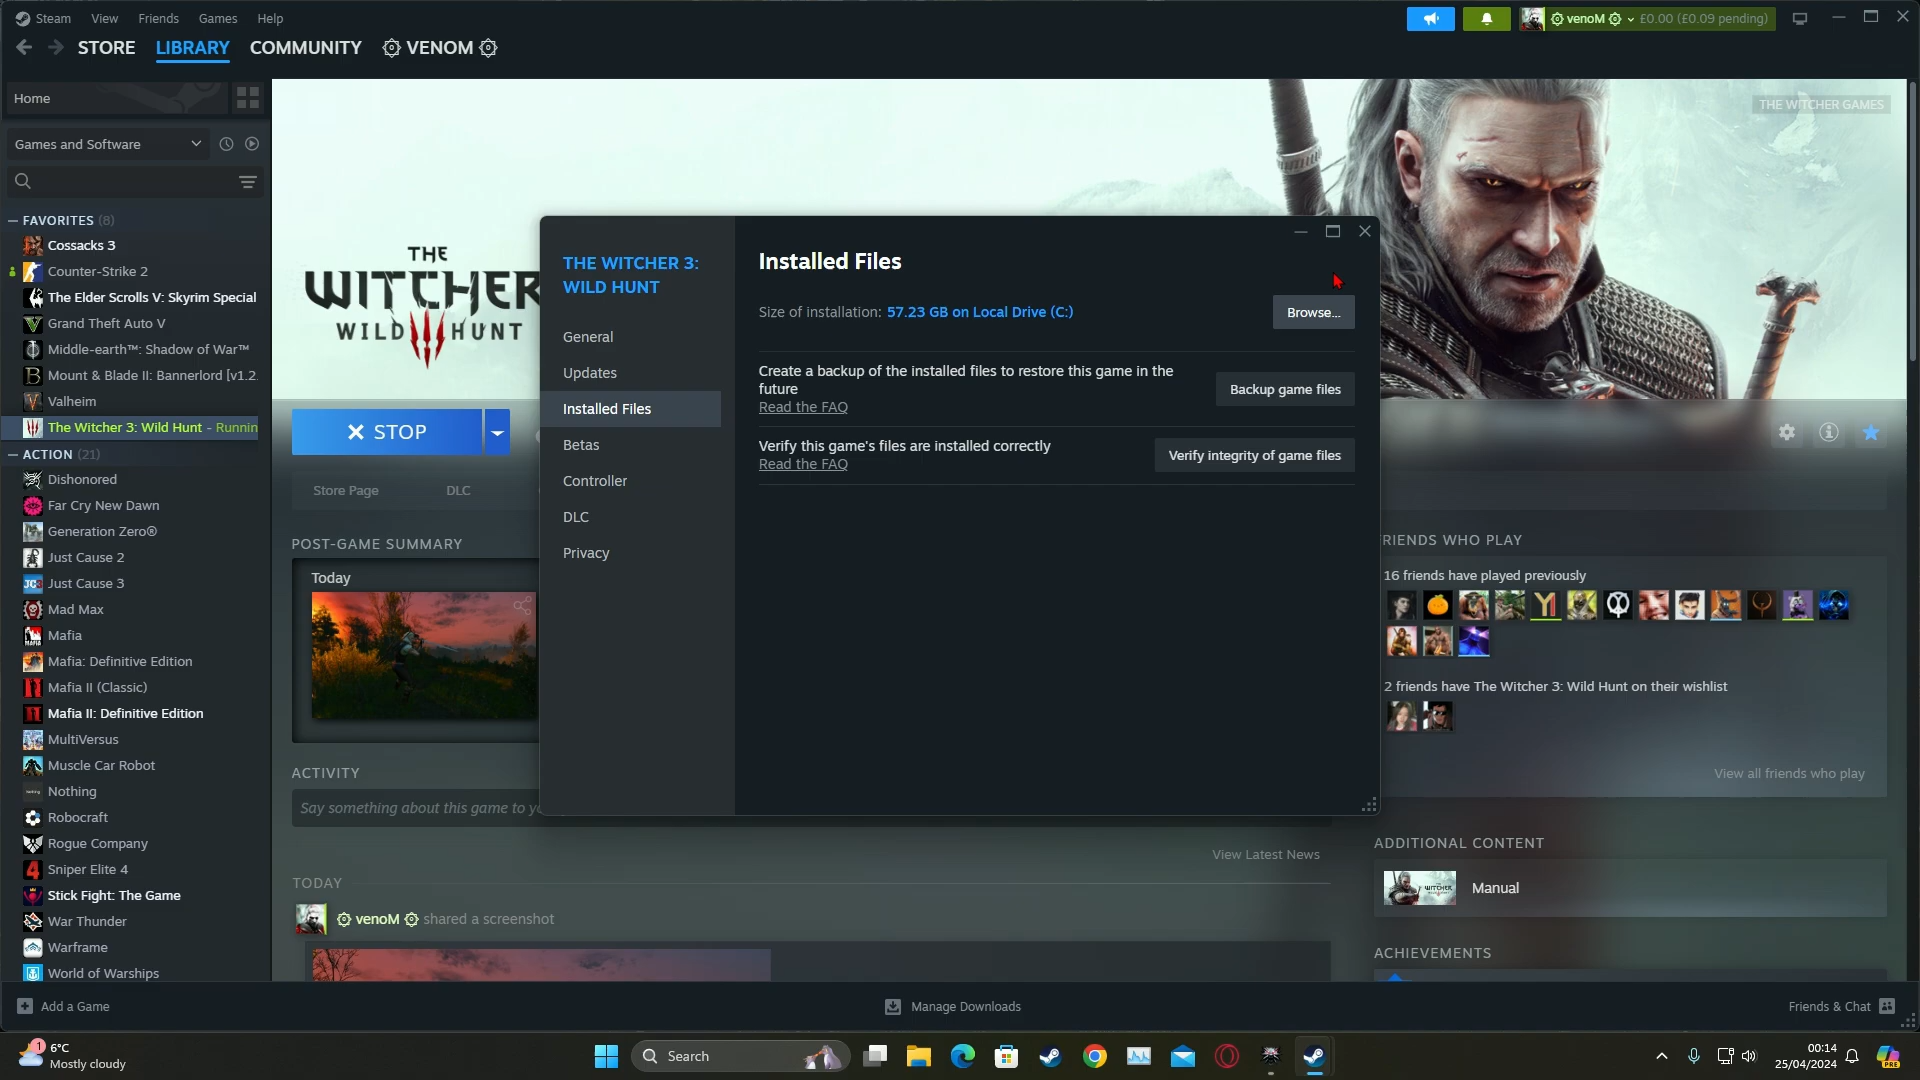 Steam View Friends Games Help
venoM £0.00 (£0.09 pending)
STORE LIBRARY COMMUNITY VENOM
Home
Games and Software
FAVORITES (8)
Cossacks 3
Counter-Strike 2
The Elder Scrolls V: Skyrim Special
Grand Theft Auto V
Middle-earth™: Shadow of War™
Mount & Blade II: Bannerlord [v1.2.
Valheim
The Witcher 3: Wild Hunt - Runnin
ACTION (21)
Dishonored
Far Cry New Dawn
Generation Zero®
Just Cause 2
Just Cause 3
Mad Max
Mafia
Mafia: Definitive Edition
Mafia II (Classic)
Mafia II: Definitive Edition
MultiVersus
Muscle Car Robot
Nothing
Robocraft
Rogue Company
Sniper Elite 4
Stick Fight: The Game
War Thunder
Warframe
World of Warships
THE WITCHER GAMES
THE
WITCHER
WILD HUNT
STOP
Store Page DLC
POST-GAME SUMMARY
Today
ACTIVITY
Say something about this game to yo
View Latest News
TODAY
venoM shared a screenshot
THE WITCHER 3:
WILD HUNT
General
Updates
Installed Files
Betas
Controller
DLC
Privacy
Installed Files
Size of installation: 57.23 GB on Local Drive (C:)
Browse...
Create a backup of the installed files to restore this game in the
future
Read the FAQ
Backup game files
Verify this game's files are installed correctly
Read the FAQ
Verify integrity of game files
RIENDS WHO PLAY
16 friends have played previously
2 friends have The Witcher 3: Wild Hunt on their wishlist
View all friends who play
ADDITIONAL CONTENT
WITCHER
Manual
ACHIEVEMENTS
Add a Game
Manage Downloads
Friends & Chat
1
6°C
Mostly cloudy
Search
00:14
25/04/2024
PRE